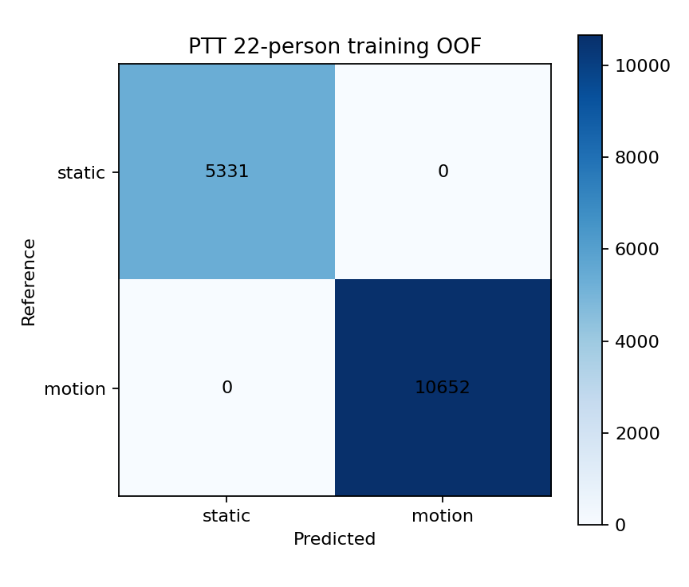 PTT 22-person training OOF
10000
8000
6000
4000
2000
0
Reference
static
5331
0
motion
0
10652
static
motion
Predicted